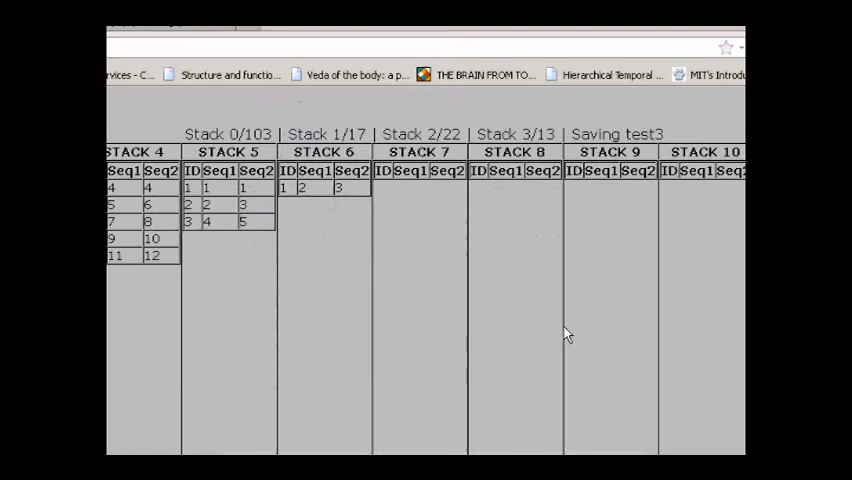 rvices - C... Structure and functio... Veda of the body: a p... THE BRAIN FROM TO... Hierarchical Temporal ... MIT's Introdu
Stack 0/103 | Stack 1/17 | Stack 2/22 | Stack 3/13 | Saving test3
STACK 4 STACK 5 STACK 6 STACK 7 STACK 8 STACK 9 STACK 10
Seq1 Seq2 ID Seq1 Seq2 ID Seq1 Seq2 ID Seq1 Seq2 ID Seq1 Seq2 ID Seq1 Seq2 ID Seq1 Seq2
4 4 1 1 1 1 2 3
5 6 2 2 3
7 8 3 4 5
9 10
11 12